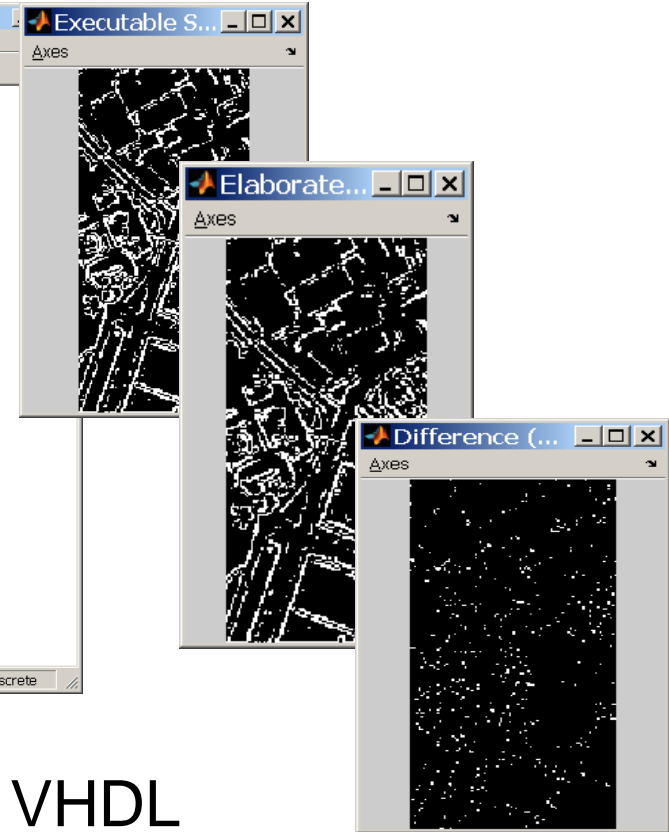 Executable S...
Axes
Elaborate...
Axes
Difference (...
Axes
screte
VHDL